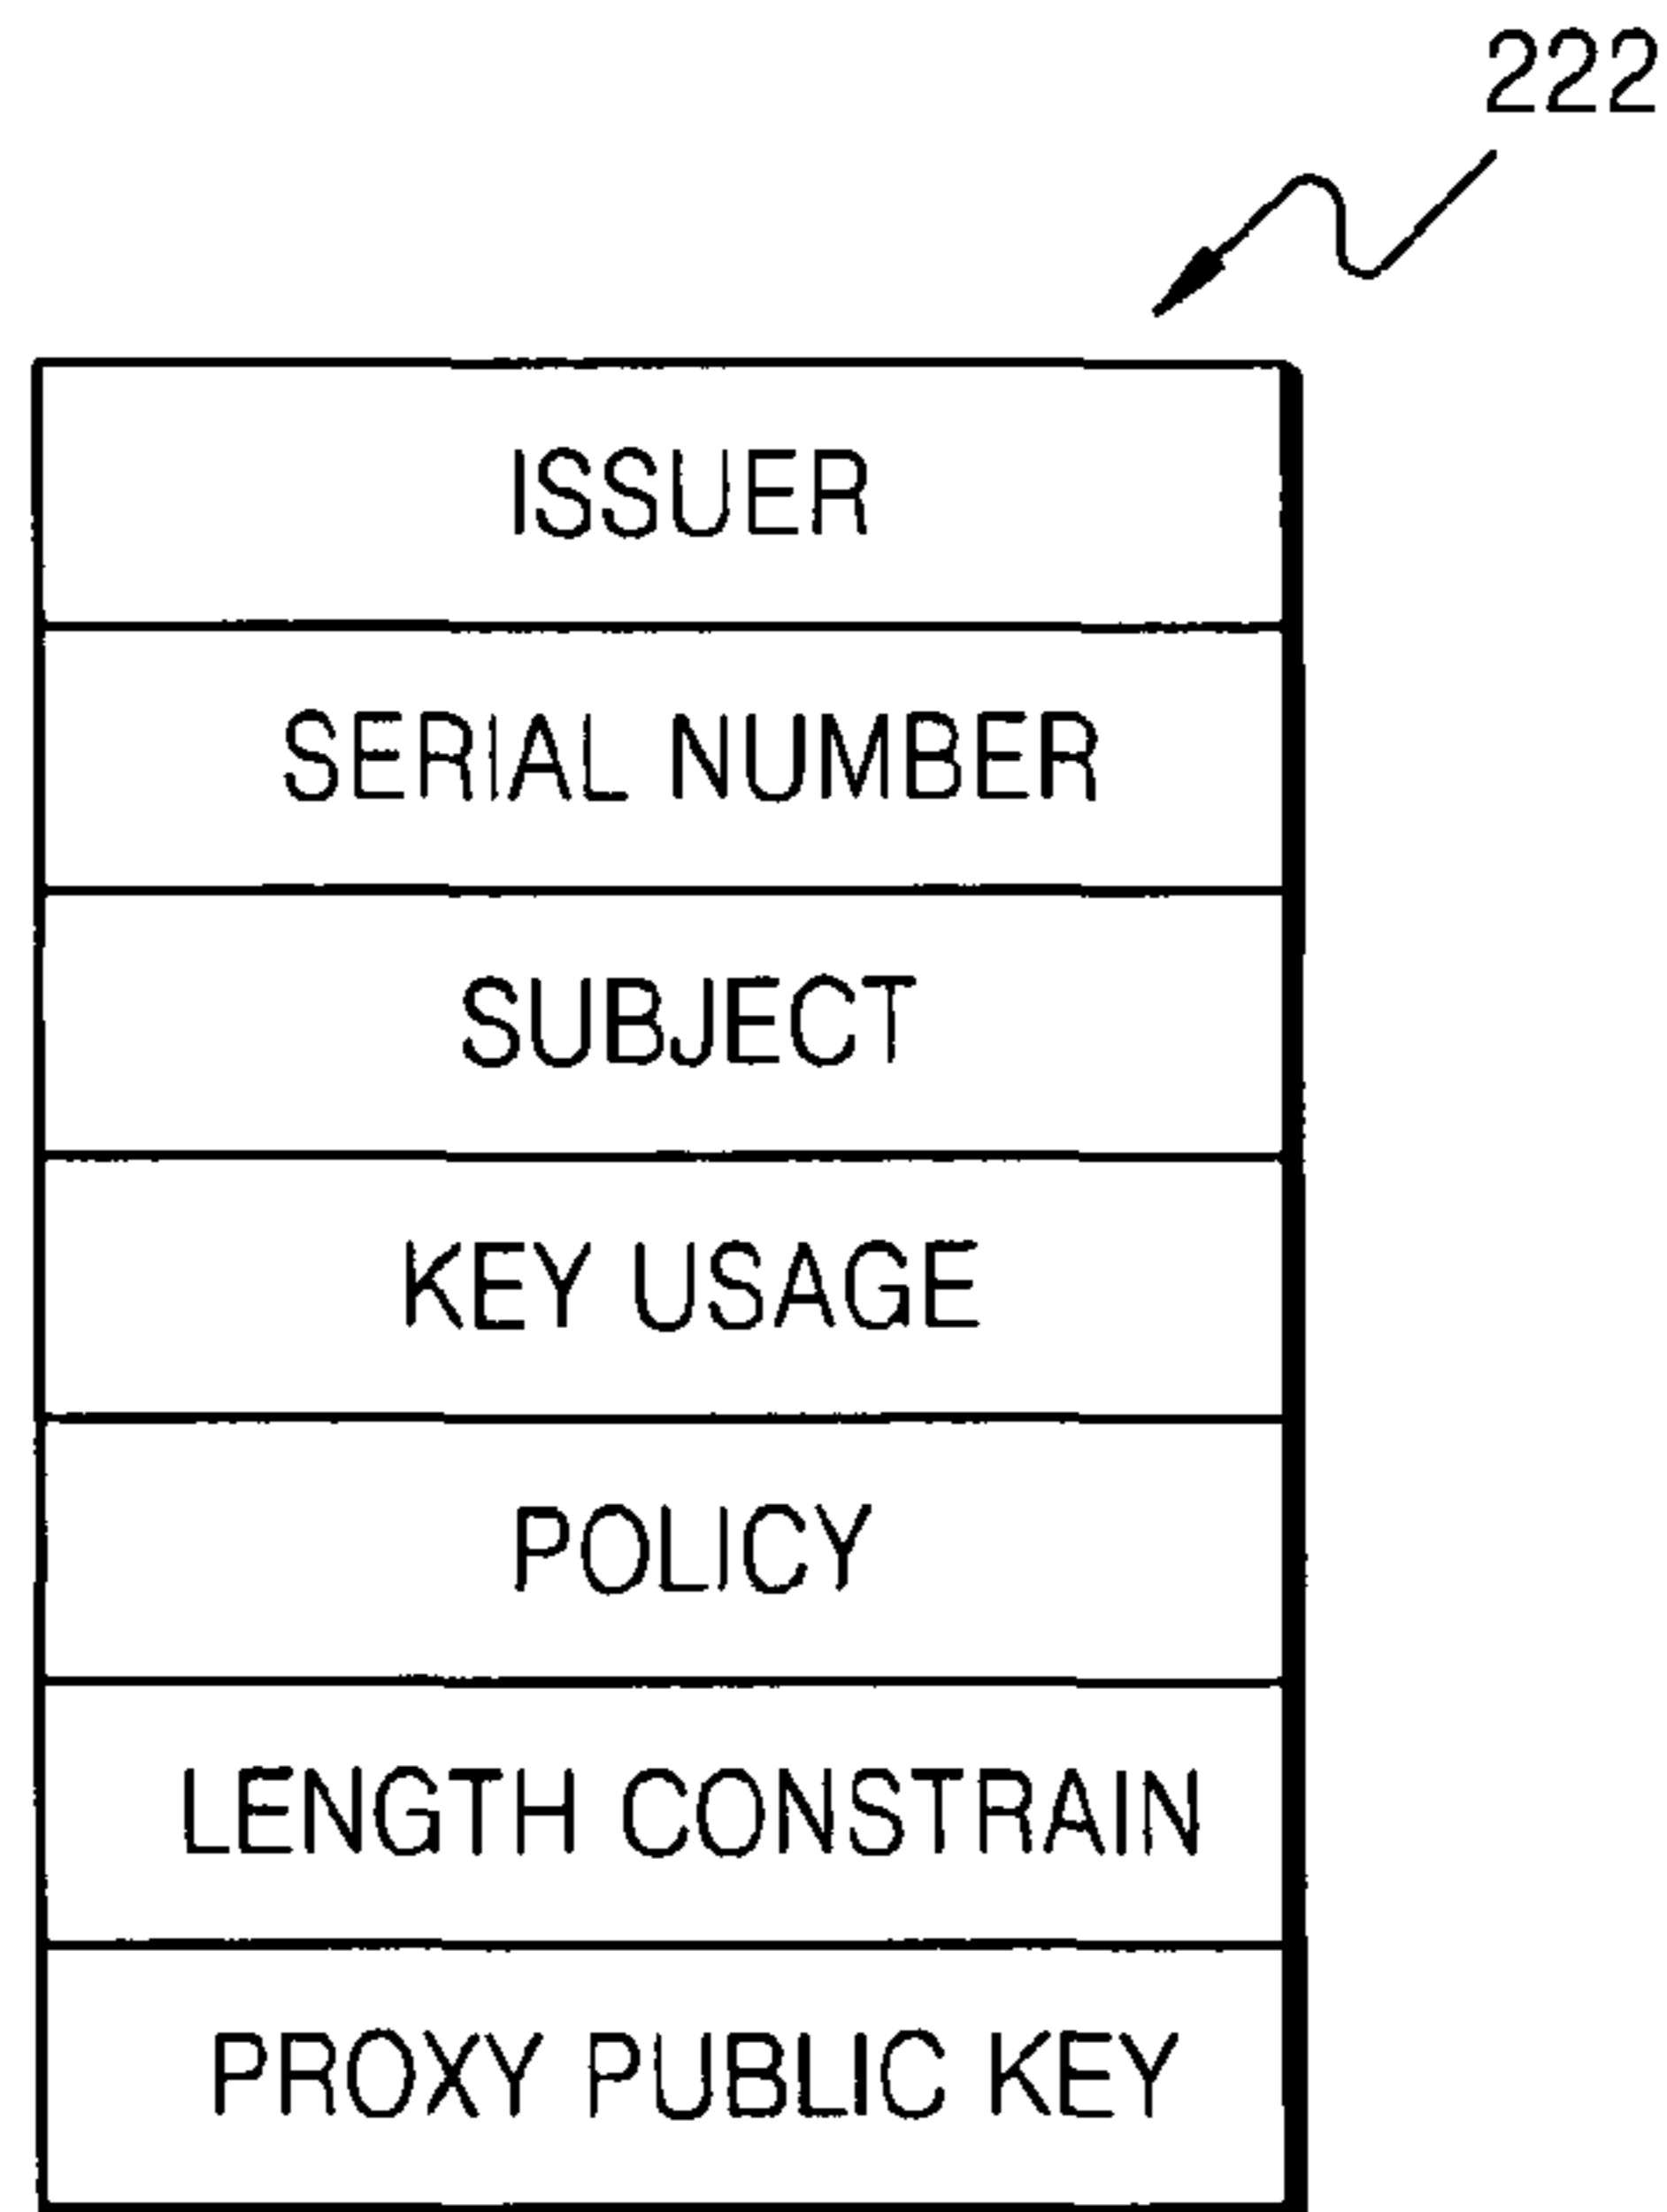 222
ISSUER
SERIAL NUMBER
SUBJECT
KEY USAGE
POLICY
LENGTH CONSTRAIN
PROXY PUBLIC KEY